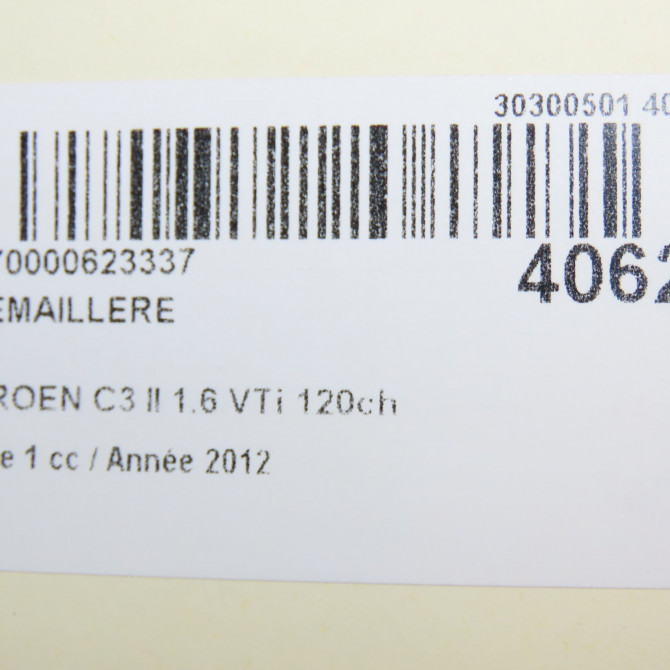 30300501 40
70000623337
4062
EMAILLERE
ROEN C3 II 1.6 VTi 120ch
e 1 cc / Année 2012